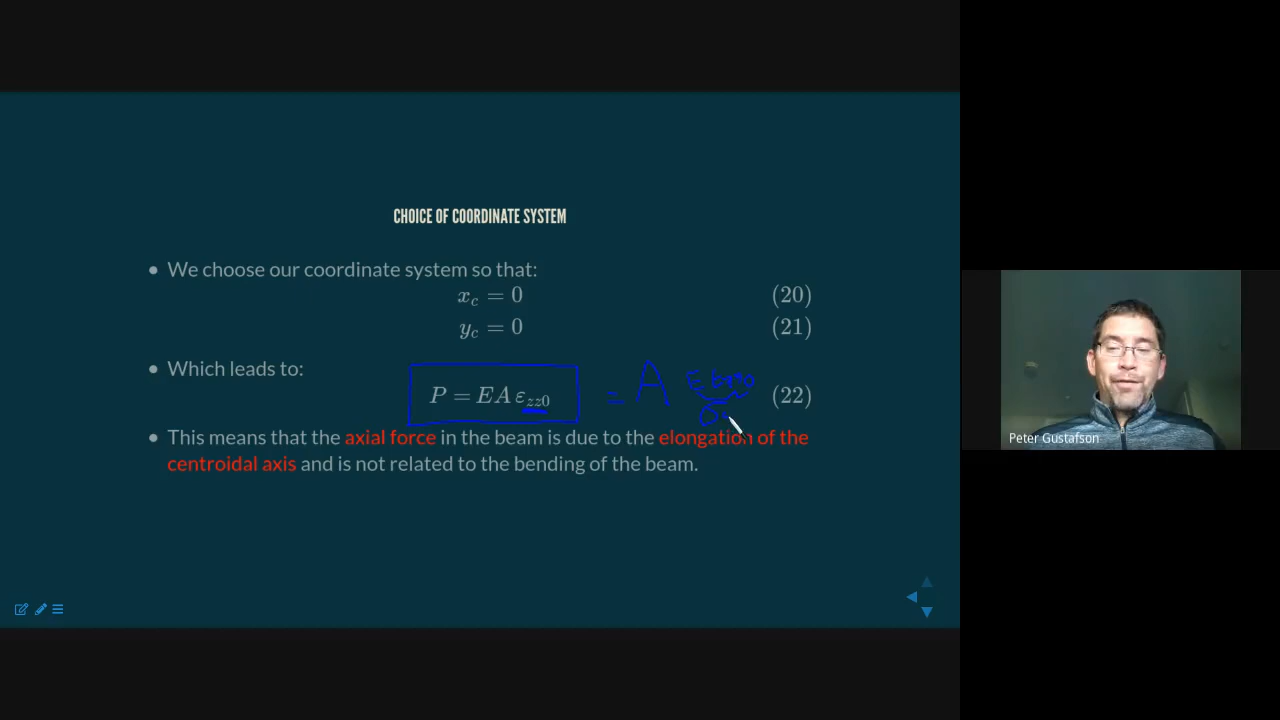 CHOICE OF COORDINATE SYSTEM
• We choose our coordinate system so that:
x_c = 0 (20)
y_c = 0 (21)
• Which leads to:
P = EA ε_{zz0} = A (22)
• This means that the axial force in the beam is due to the elongation of the
centroidal axis and is not related to the bending of the beam.
Peter Gustafson